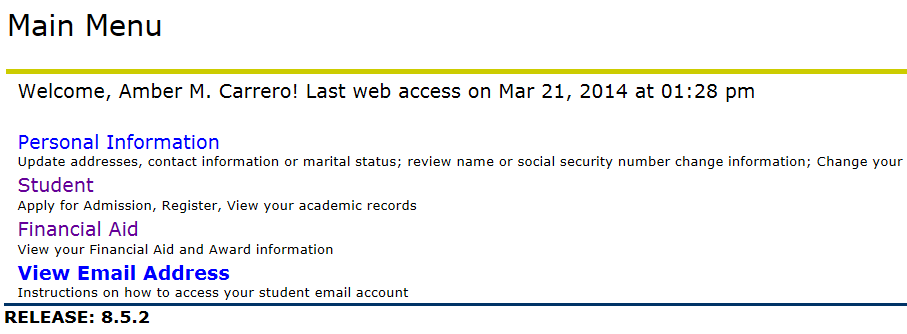 Main Menu
Welcome, Amber M. Carrero! Last web access on Mar 21, 2014 at 01:28 pm
Personal Information
Update addresses, contact information or marital status; review name or social security number change information; Change your
Student
Apply for Admission, Register, View your academic records
Financial Aid
View your Financial Aid and Award information
View Email Address
Instructions on how to access your student email account
RELEASE: 8.5.2